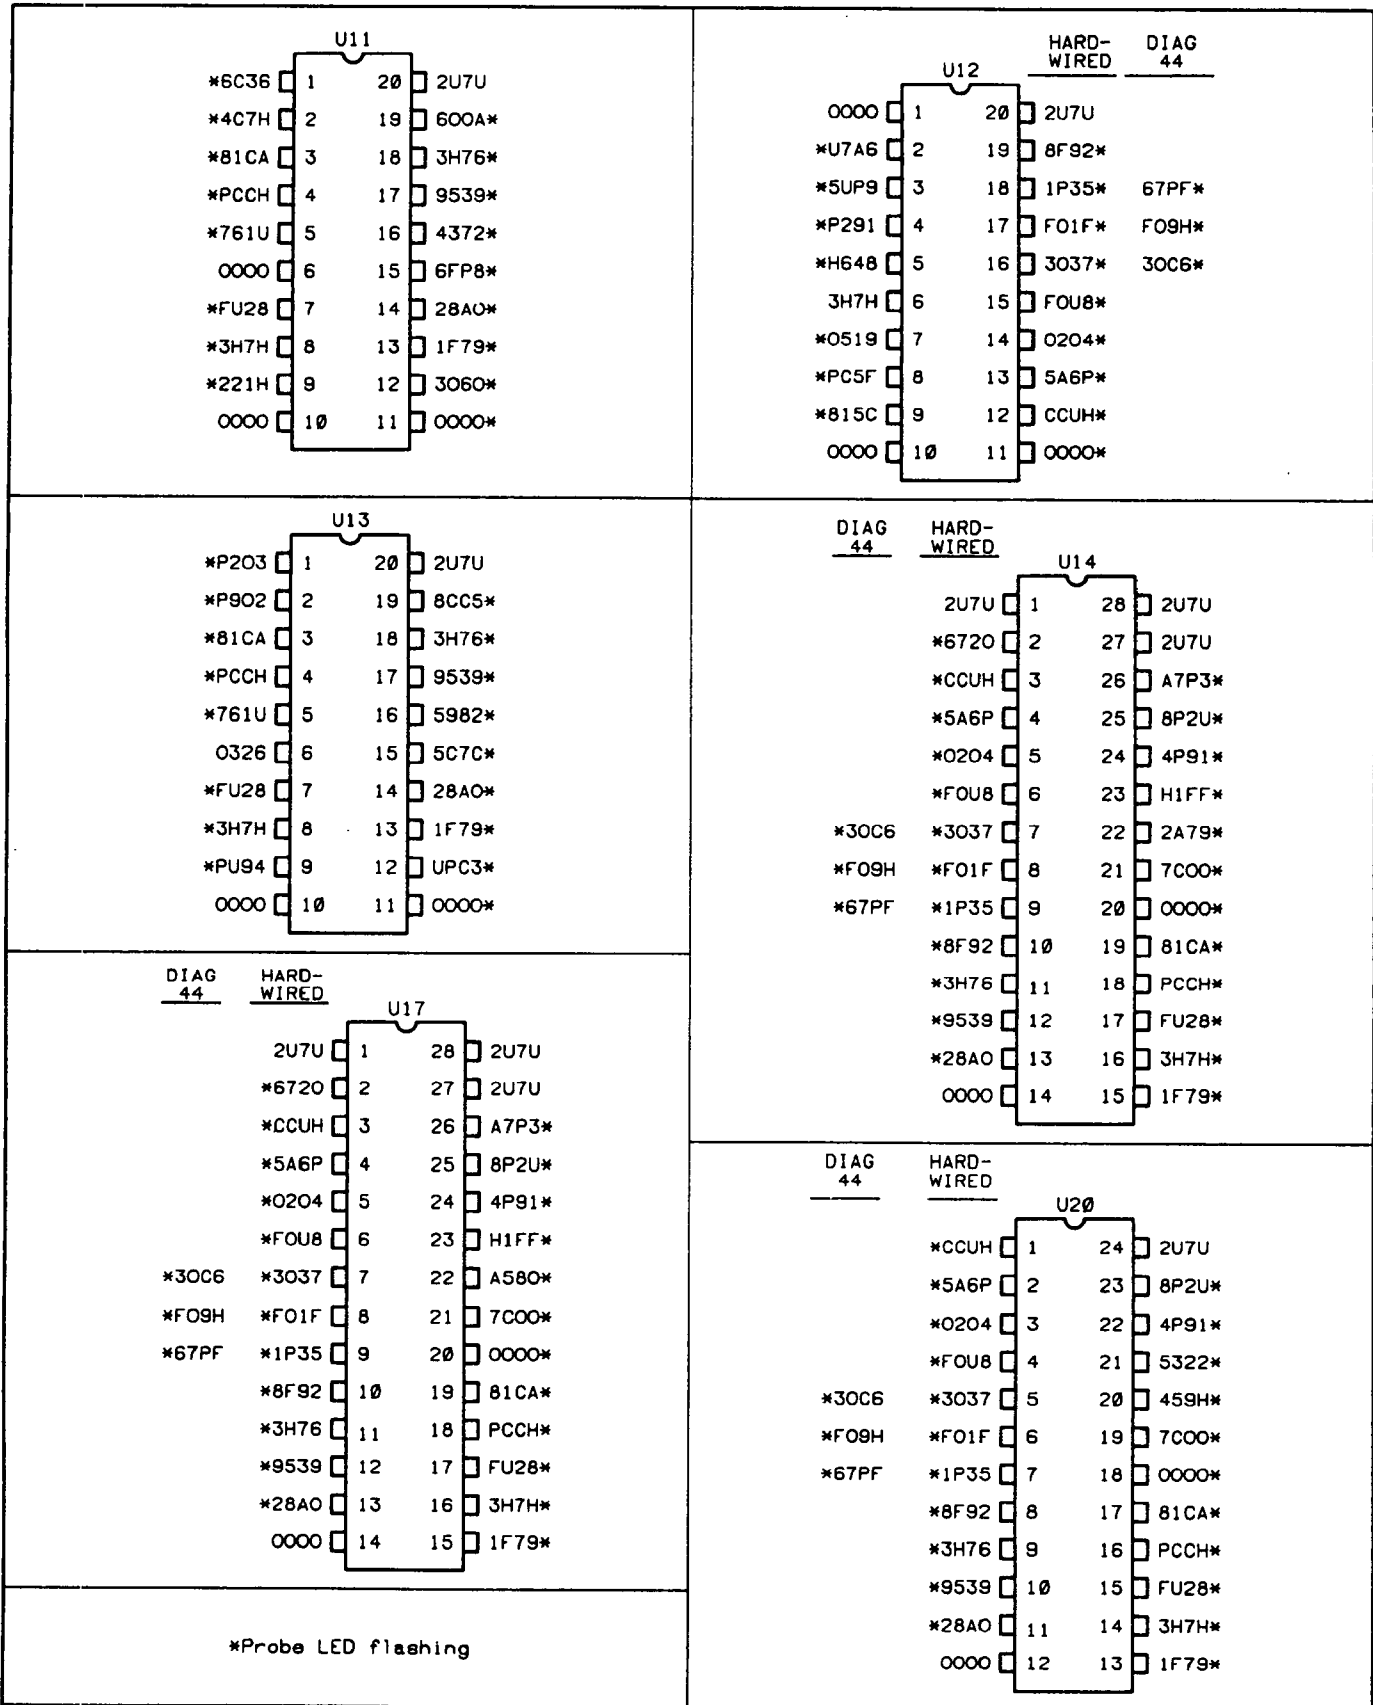 U11
*6C36 1 20 2U7U
*4C7H 2 19 600A*
*81CA 3 18 3H76*
*PCCH 4 17 9539*
*761U 5 16 4372*
0000 6 15 6FP8*
*FU28 7 14 28A0*
*3H7H 8 13 1F79*
*221H 9 12 3060*
0000 10 11 0000*
HARD- DIAG
WIRED 44
U12
0000 1 20 2U7U
*U7A6 2 19 8F92*
*5UP9 3 18 1P35* 67PF*
*P291 4 17 F01F* F09H*
*H648 5 16 3037* 30C6*
3H7H 6 15 F0U8*
*0519 7 14 0204*
*PC5F 8 13 5A6P*
*815C 9 12 CCUH*
0000 10 11 0000*
U13
*P203 1 20 2U7U
*P902 2 19 8CC5*
*81CA 3 18 3H76*
*PCCH 4 17 9539*
*761U 5 16 5982*
0326 6 15 5C7C*
*FU28 7 14 28A0*
*3H7H 8 13 1F79*
*PU94 9 12 UPC3*
0000 10 11 0000*
DIAG HARD-
44 WIRED
U14
2U7U 1 28 2U7U
*6720 2 27 2U7U
*CCUH 3 26 A7P3*
*5A6P 4 25 8P2U*
*0204 5 24 4P91*
*F0U8 6 23 H1FF*
*30C6 *3037 7 22 2A79*
*F09H *F01F 8 21 7C00*
*67PF *1P35 9 20 0000*
*8F92 10 19 81CA*
*3H76 11 18 PCCH*
*9539 12 17 FU28*
*28A0 13 16 3H7H*
0000 14 15 1F79*
DIAG HARD-
44 WIRED
U17
2U7U 1 28 2U7U
*6720 2 27 2U7U
*CCUH 3 26 A7P3*
*5A6P 4 25 8P2U*
*0204 5 24 4P91*
*F0U8 6 23 H1FF*
*30C6 *3037 7 22 A580*
*F09H *F01F 8 21 7C00*
*67PF *1P35 9 20 0000*
*8F92 10 19 81CA*
*3H76 11 18 PCCH*
*9539 12 17 FU28*
*28A0 13 16 3H7H*
0000 14 15 1F79*
DIAG HARD-
44 WIRED
U20
*CCUH 1 24 2U7U
*5A6P 2 23 8P2U*
*0204 3 22 4P91*
*F0U8 4 21 5322*
*30C6 *3037 5 20 459H*
*F09H *F01F 6 19 7C00*
*67PF *1P35 7 18 0000*
*8F92 8 17 81CA*
*3H76 9 16 PCCH*
*9539 10 15 FU28*
*28A0 11 14 3H7H*
0000 12 13 1F79*
*Probe LED flashing